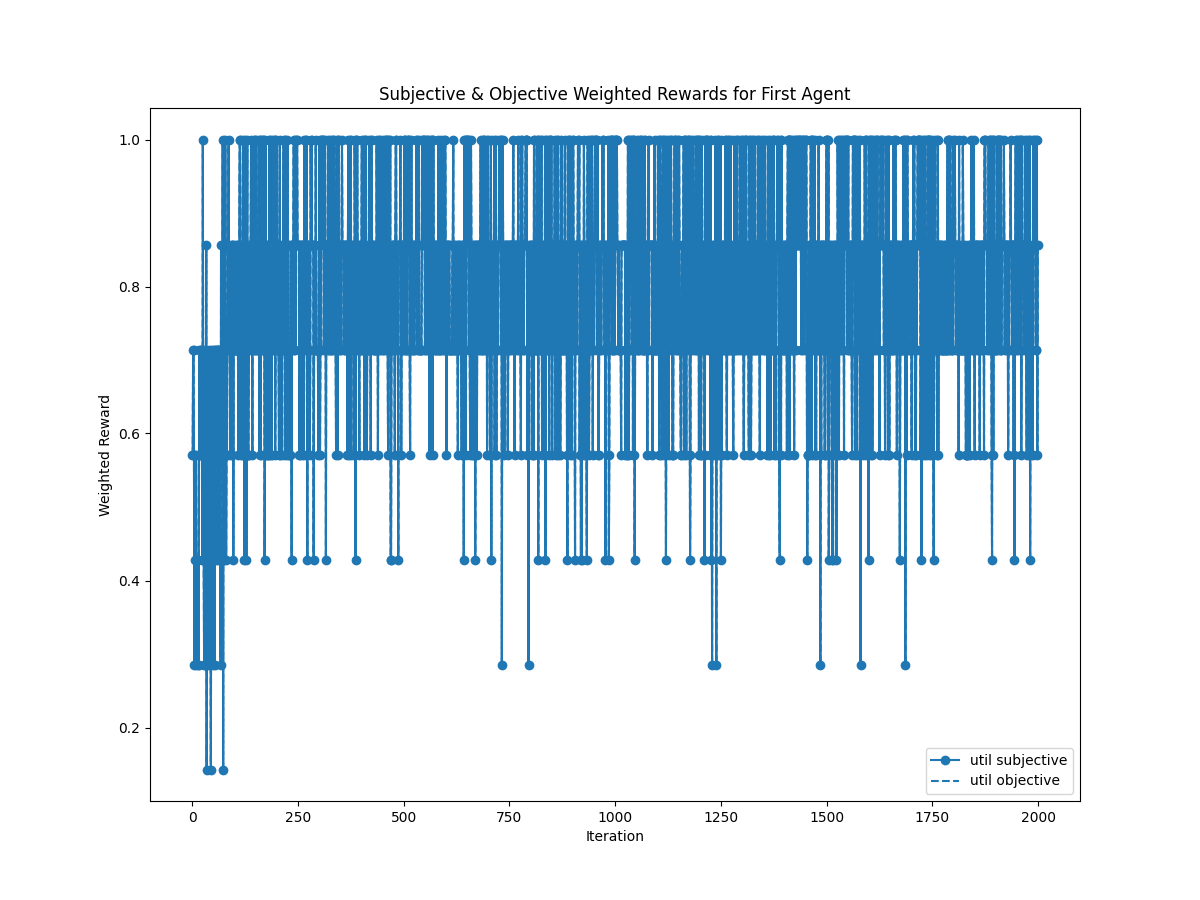 Subjective & Objective Weighted Rewards for First Agent
1.0
0.8
0.6
0.4
0.2
Weighted Reward
0 250 500 750 1000 1250 1500 1750 2000
Iteration
util subjective
util objective